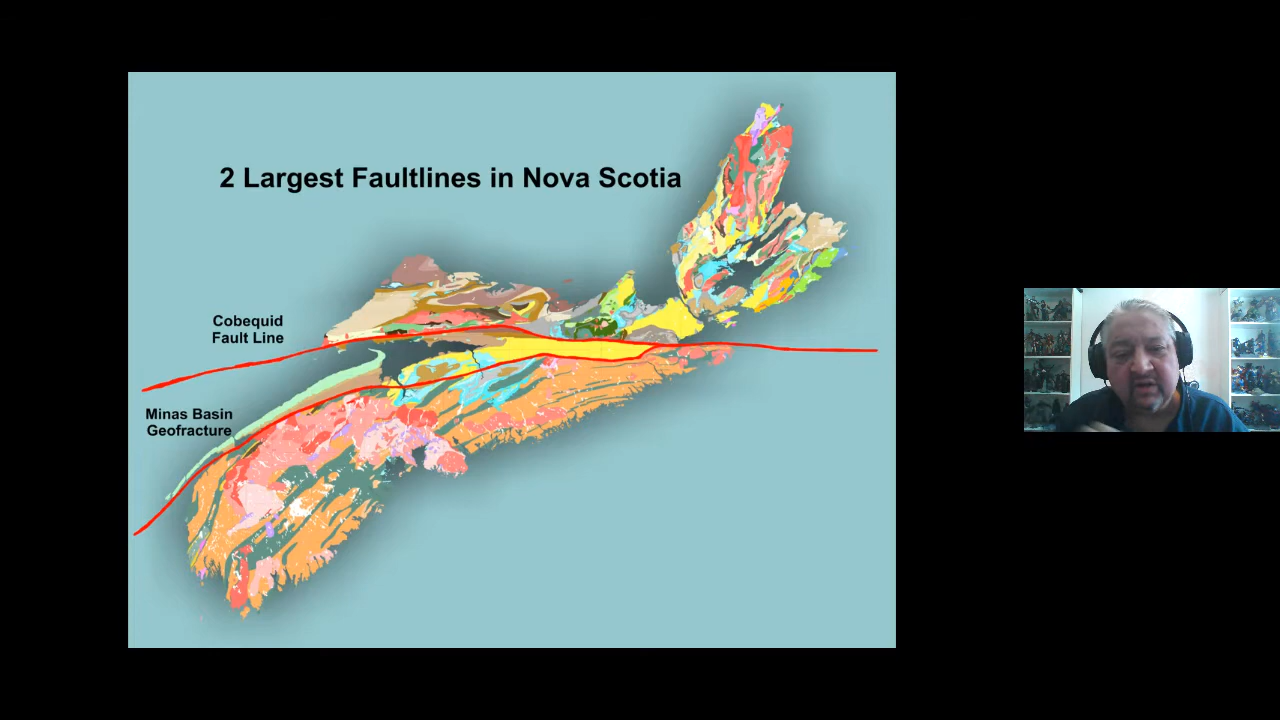 2 Largest Faultlines in Nova Scotia
Cobequid
Fault Line
Minas Basin
Geofracture